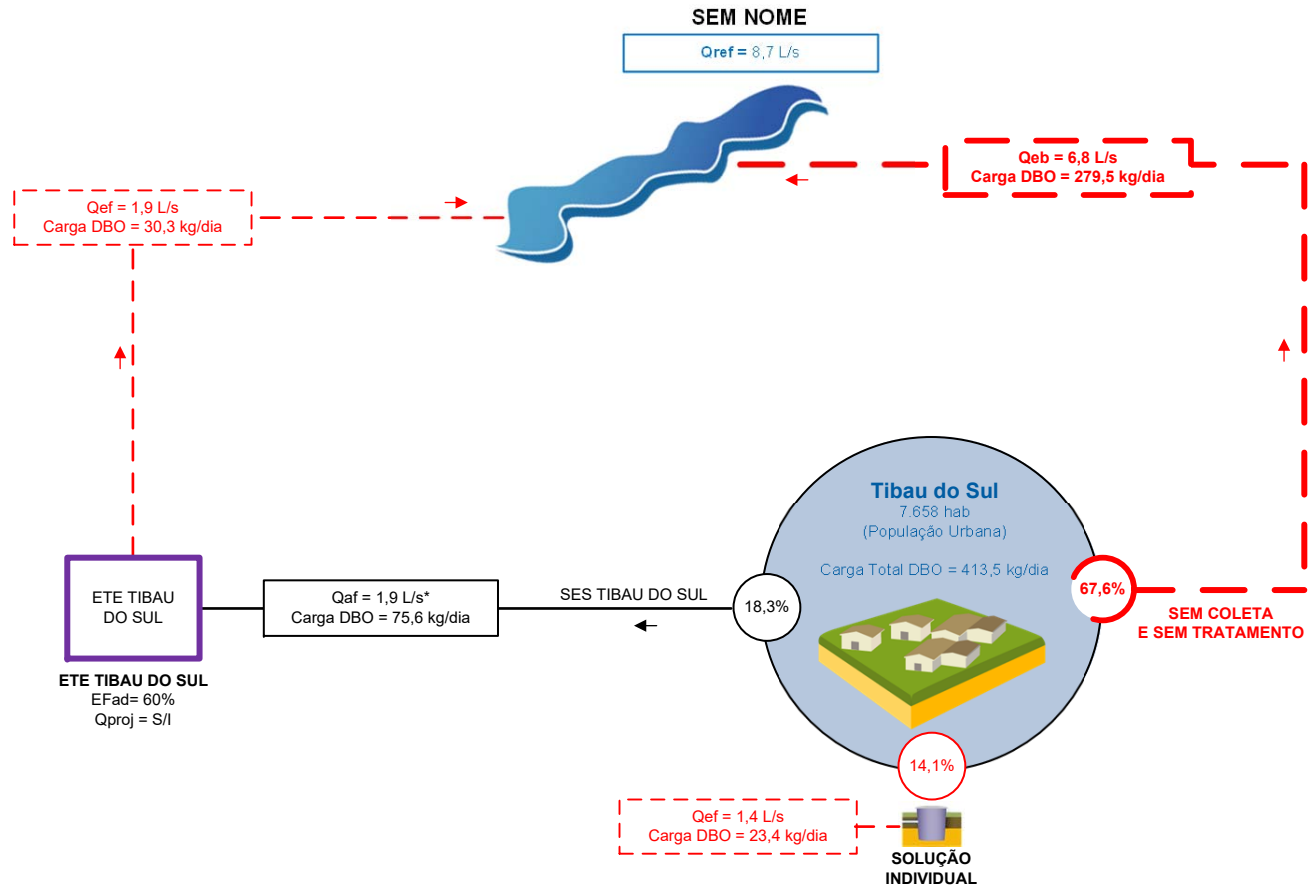 SEM NOME
Qref = 8,7 L/s
Qeb = 6,8 L/s
Carga DBO = 279,5 kg/dia
Qef = 1,9 L/s
Carga DBO = 30,3 kg/dia
Tibau do Sul
7.658 hab
(População Urbana)
Carga Total DBO = 413,5 kg/dia
ETE TIBAU
DO SUL
Qaf = 1,9 L/s*
Carga DBO = 75,6 kg/dia
SES TIBAU DO SUL
18,3%
67,6%
SEM COLETA
E SEM TRATAMENTO
ETE TIBAU DO SUL
EFad= 60%
Qproj = S/I
14,1%
Qef = 1,4 L/s
Carga DBO = 23,4 kg/dia
SOLUÇÃO
INDIVIDUAL